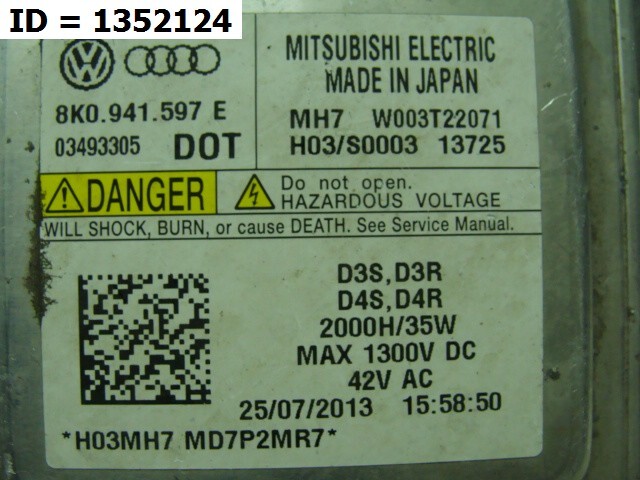 ID = 1352124
MITSUBISHI ELECTRIC
MADE IN JAPAN
8K0.941.597 E
03493305 DOT
MH7 W003T22071
H03/S0003 13725
DANGER
Do not open.
HAZARDOUS VOLTAGE
WILL SHOCK, BURN, or cause DEATH. See Service Manual.
D3S,D3R
D4S,D4R
2000H/35W
MAX 1300V DC
42V AC
25/07/2013 15:58:50
*H03MH7 MD7P2MR7*